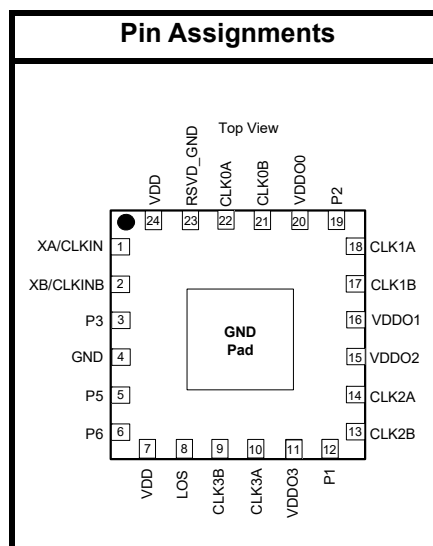 Pin Assignments
Top View
VDD
RSVD_GND
CLK0A
CLK0B
VDDO0
P2
24
23
22
21
20
19
XA/CLKIN 1
XB/CLKINB 2
P3 3
GND 4
P5 5
P6 6
GND
Pad
18 CLK1A
17 CLK1B
16 VDDO1
15 VDDO2
14 CLK2A
13 CLK2B
7
8
9
10
11
12
VDD
LOS
CLK3B
CLK3A
VDDO3
P1